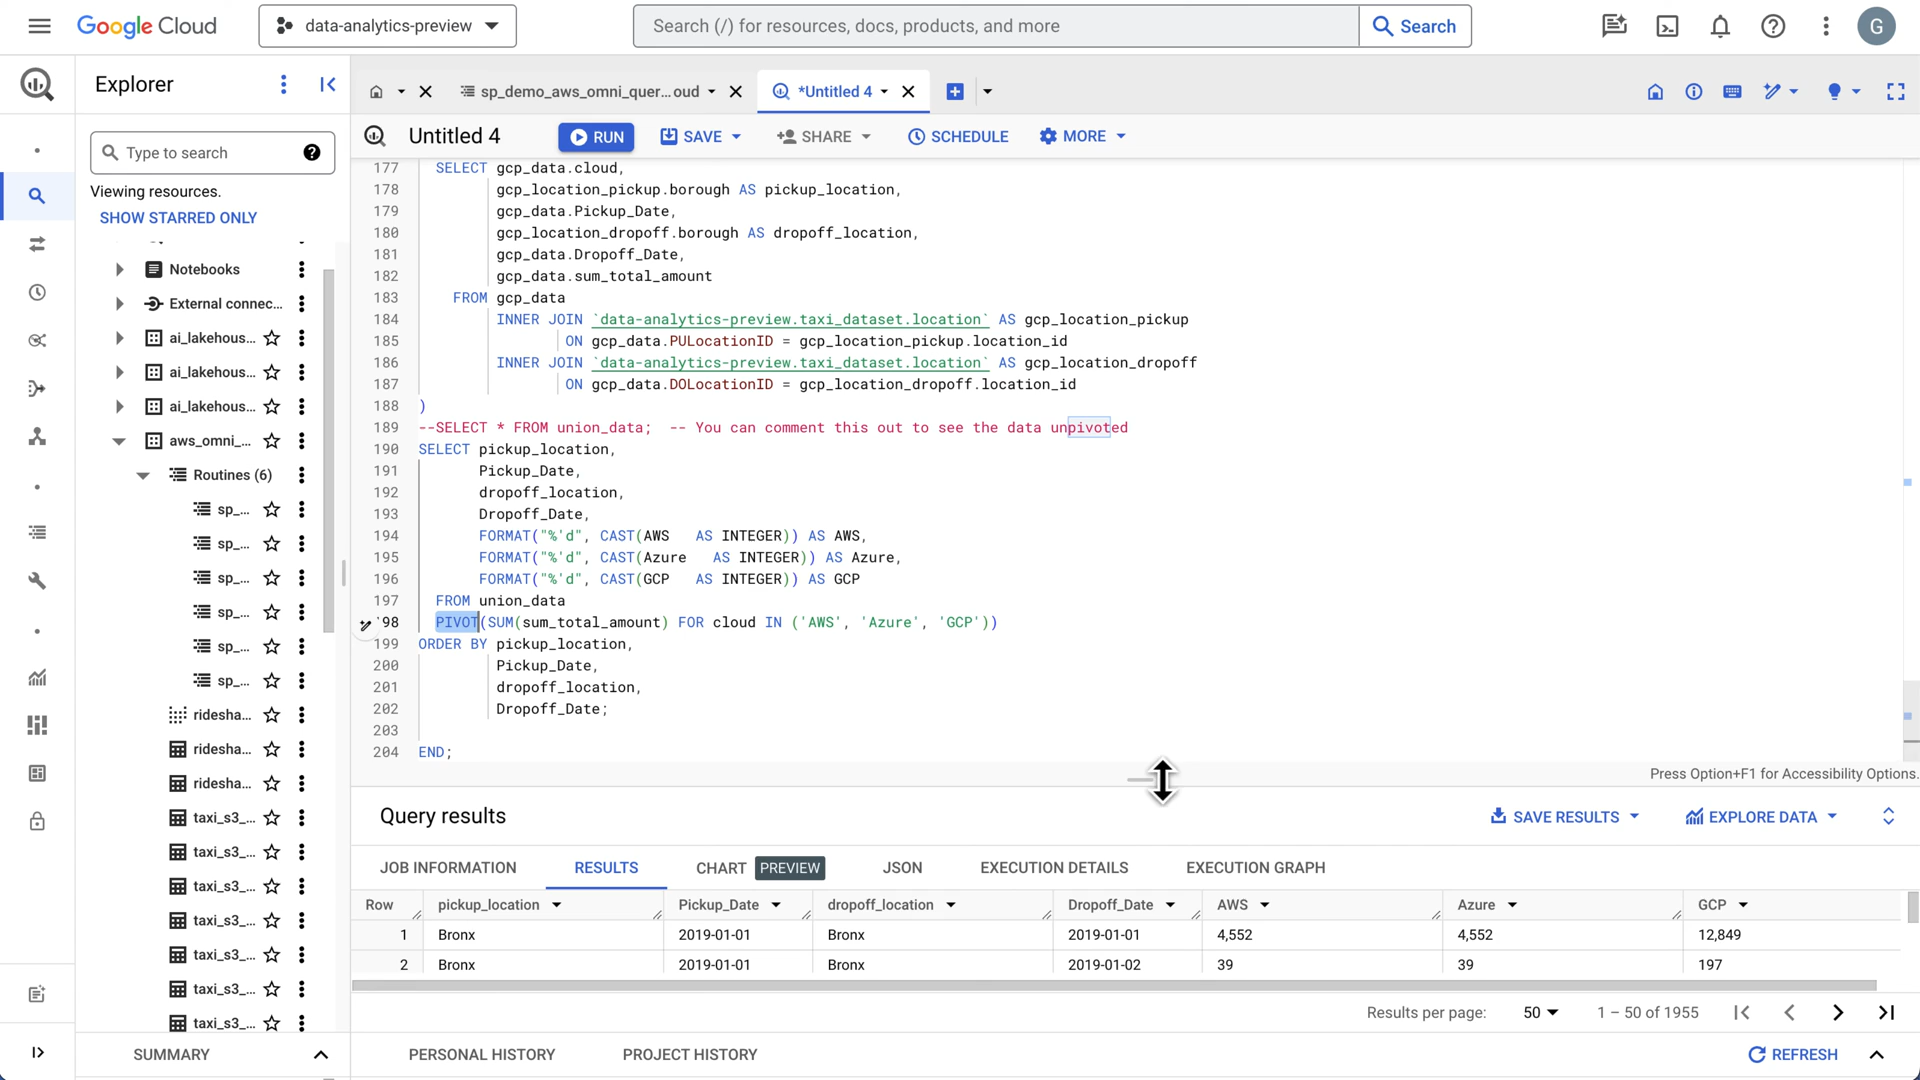 Google Cloud
data-analytics-preview
Search (/) for resources, docs, products, and more
Search
G
Explorer
sp_demo_aws_omni_quer...oud
*Untitled 4
Type to search
Viewing resources.
SHOW STARRED ONLY
Notebooks
External connec...
ai_lakehous...
ai_lakehous...
ai_lakehous...
aws_omni_...
Routines (6)
sp_...
sp_...
sp_...
sp_...
sp_...
sp_...
ridesha...
ridesha...
ridesha...
taxi_s3_...
taxi_s3_...
taxi_s3_...
taxi_s3_...
taxi_s3_...
taxi_s3_...
taxi_s3_...
SUMMARY
Untitled 4
RUN
SAVE
SHARE
SCHEDULE
MORE
177 SELECT gcp_data.cloud,
178 gcp_location_pickup.borough AS pickup_location,
179 gcp_data.Pickup_Date,
180 gcp_location_dropoff.borough AS dropoff_location,
181 gcp_data.Dropoff_Date,
182 gcp_data.sum_total_amount
183 FROM gcp_data
184 INNER JOIN `data-analytics-preview.taxi_dataset.location` AS gcp_location_pickup
185 ON gcp_data.PULocationID = gcp_location_pickup.location_id
186 INNER JOIN `data-analytics-preview.taxi_dataset.location` AS gcp_location_dropoff
187 ON gcp_data.DOLocationID = gcp_location_dropoff.location_id
188 )
189 --SELECT * FROM union_data; -- You can comment this out to see the data unpivoted
190 SELECT pickup_location,
191 Pickup_Date,
192 dropoff_location,
193 Dropoff_Date,
194 FORMAT("%'d", CAST(AWS AS INTEGER)) AS AWS,
195 FORMAT("%'d", CAST(Azure AS INTEGER)) AS Azure,
196 FORMAT("%'d", CAST(GCP AS INTEGER)) AS GCP
197 FROM union_data
98 PIVOT(SUM(sum_total_amount) FOR cloud IN ('AWS', 'Azure', 'GCP'))
199 ORDER BY pickup_location,
200 Pickup_Date,
201 dropoff_location,
202 Dropoff_Date;
203
204 END;
Press Option+F1 for Accessibility Options.
Query results
SAVE RESULTS
EXPLORE DATA
JOB INFORMATION RESULTS CHART PREVIEW JSON EXECUTION DETAILS EXECUTION GRAPH
Row pickup_location Pickup_Date dropoff_location Dropoff_Date AWS Azure GCP
1 Bronx 2019-01-01 Bronx 2019-01-01 4,552 4,552 12,849
2 Bronx 2019-01-01 Bronx 2019-01-02 39 39 197
Results per page: 50 1 – 50 of 1955
PERSONAL HISTORY PROJECT HISTORY
REFRESH